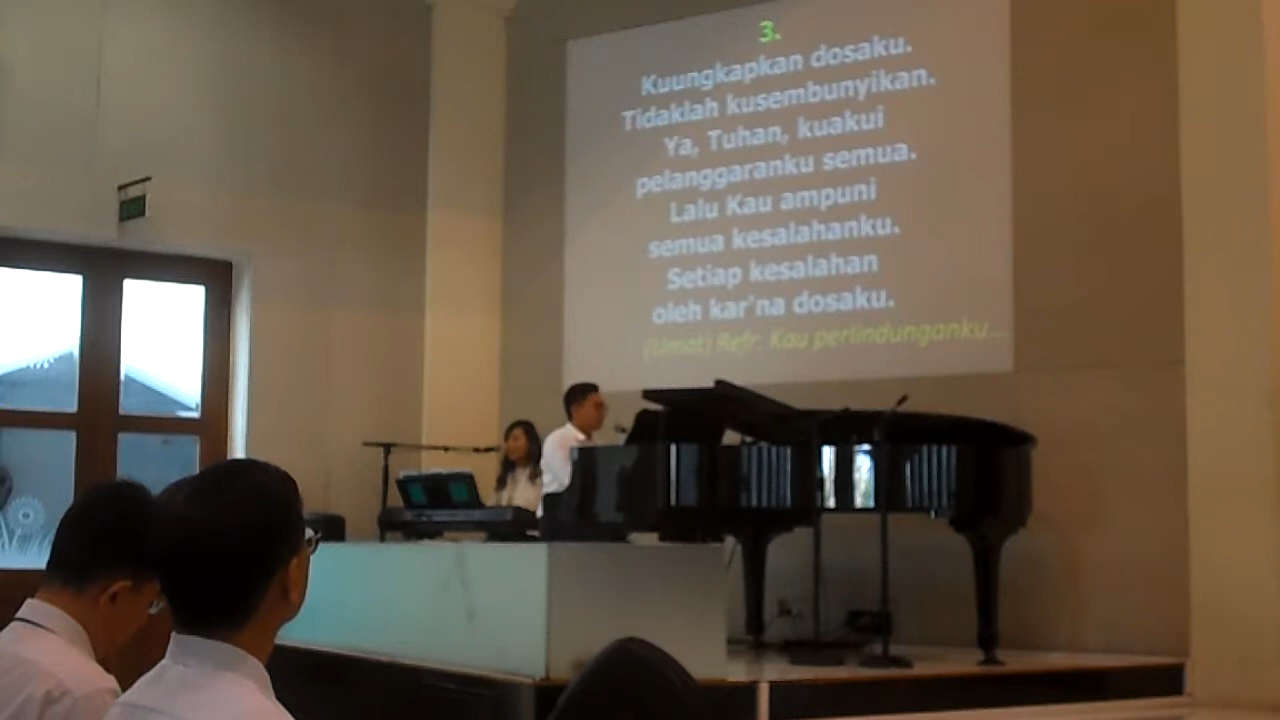 3.
Kuungkapkan dosaku.
Tidaklah kusembunyikan.
Ya, Tuhan, kuakui
pelanggaranku semua.
Lalu Kau ampuni
semua kesalahanku.
Setiap kesalahan
oleh kar'na dosaku.
(Umat) Refr: Kau perlindunganku...